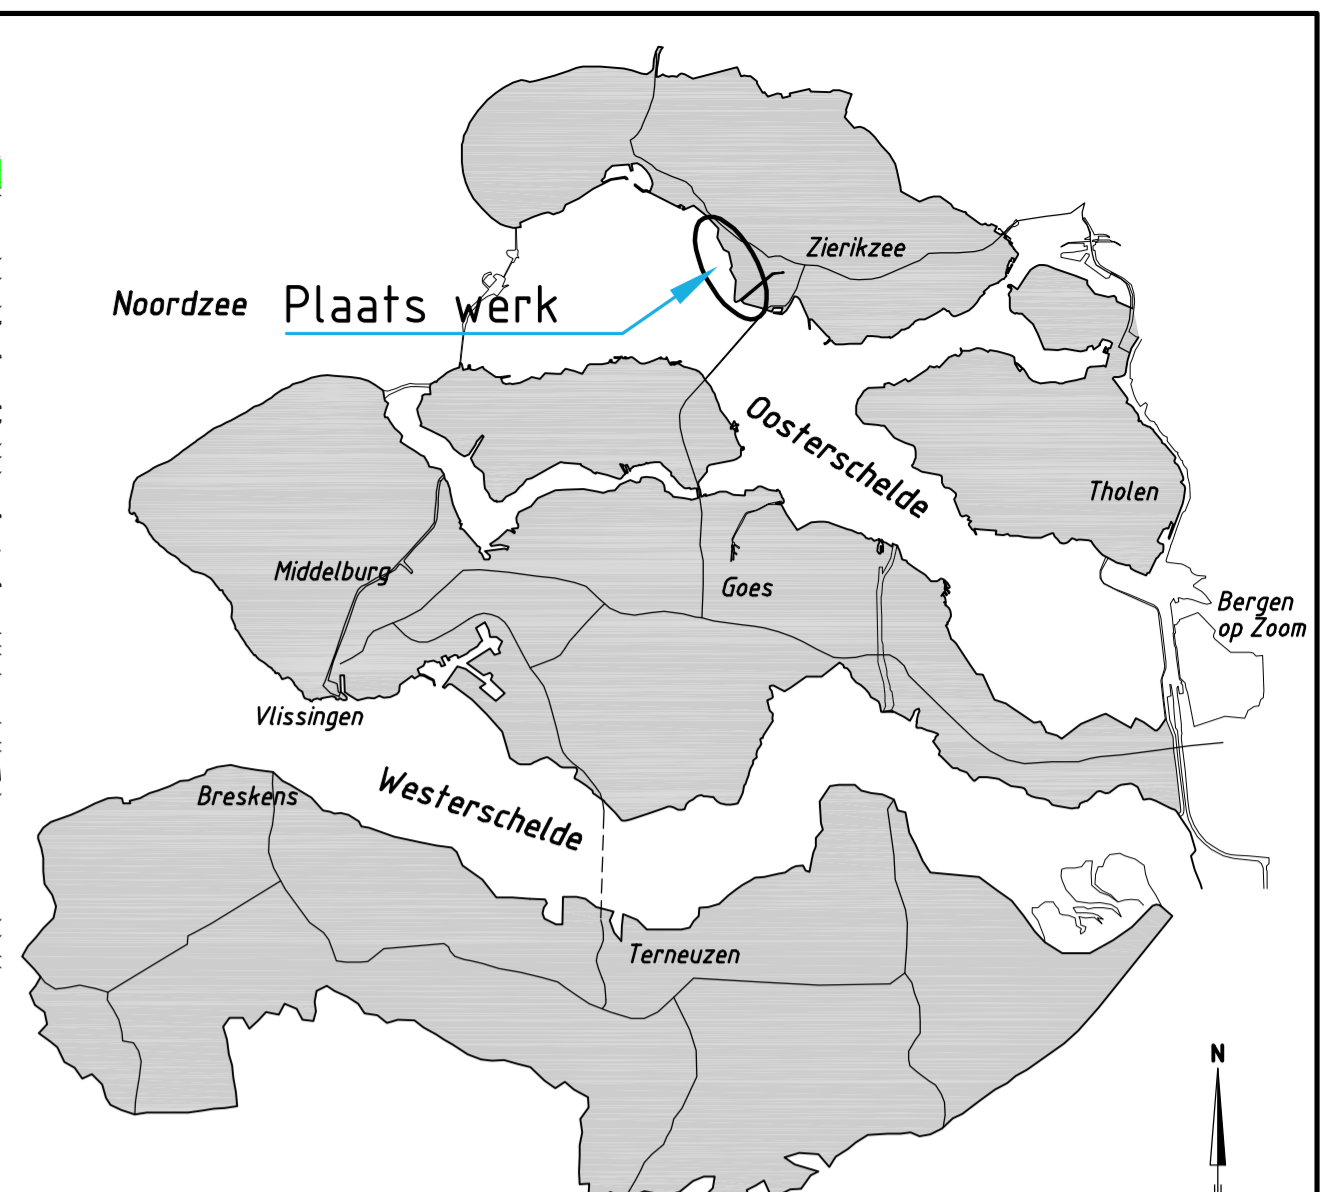 Zierikzee
Noordzee
Plaats werk
Oosterschelde
Tholen
Middelburg
Goes
Bergen
op Zoom
Vlissingen
Westerschelde
Breskens
Terneuzen
N